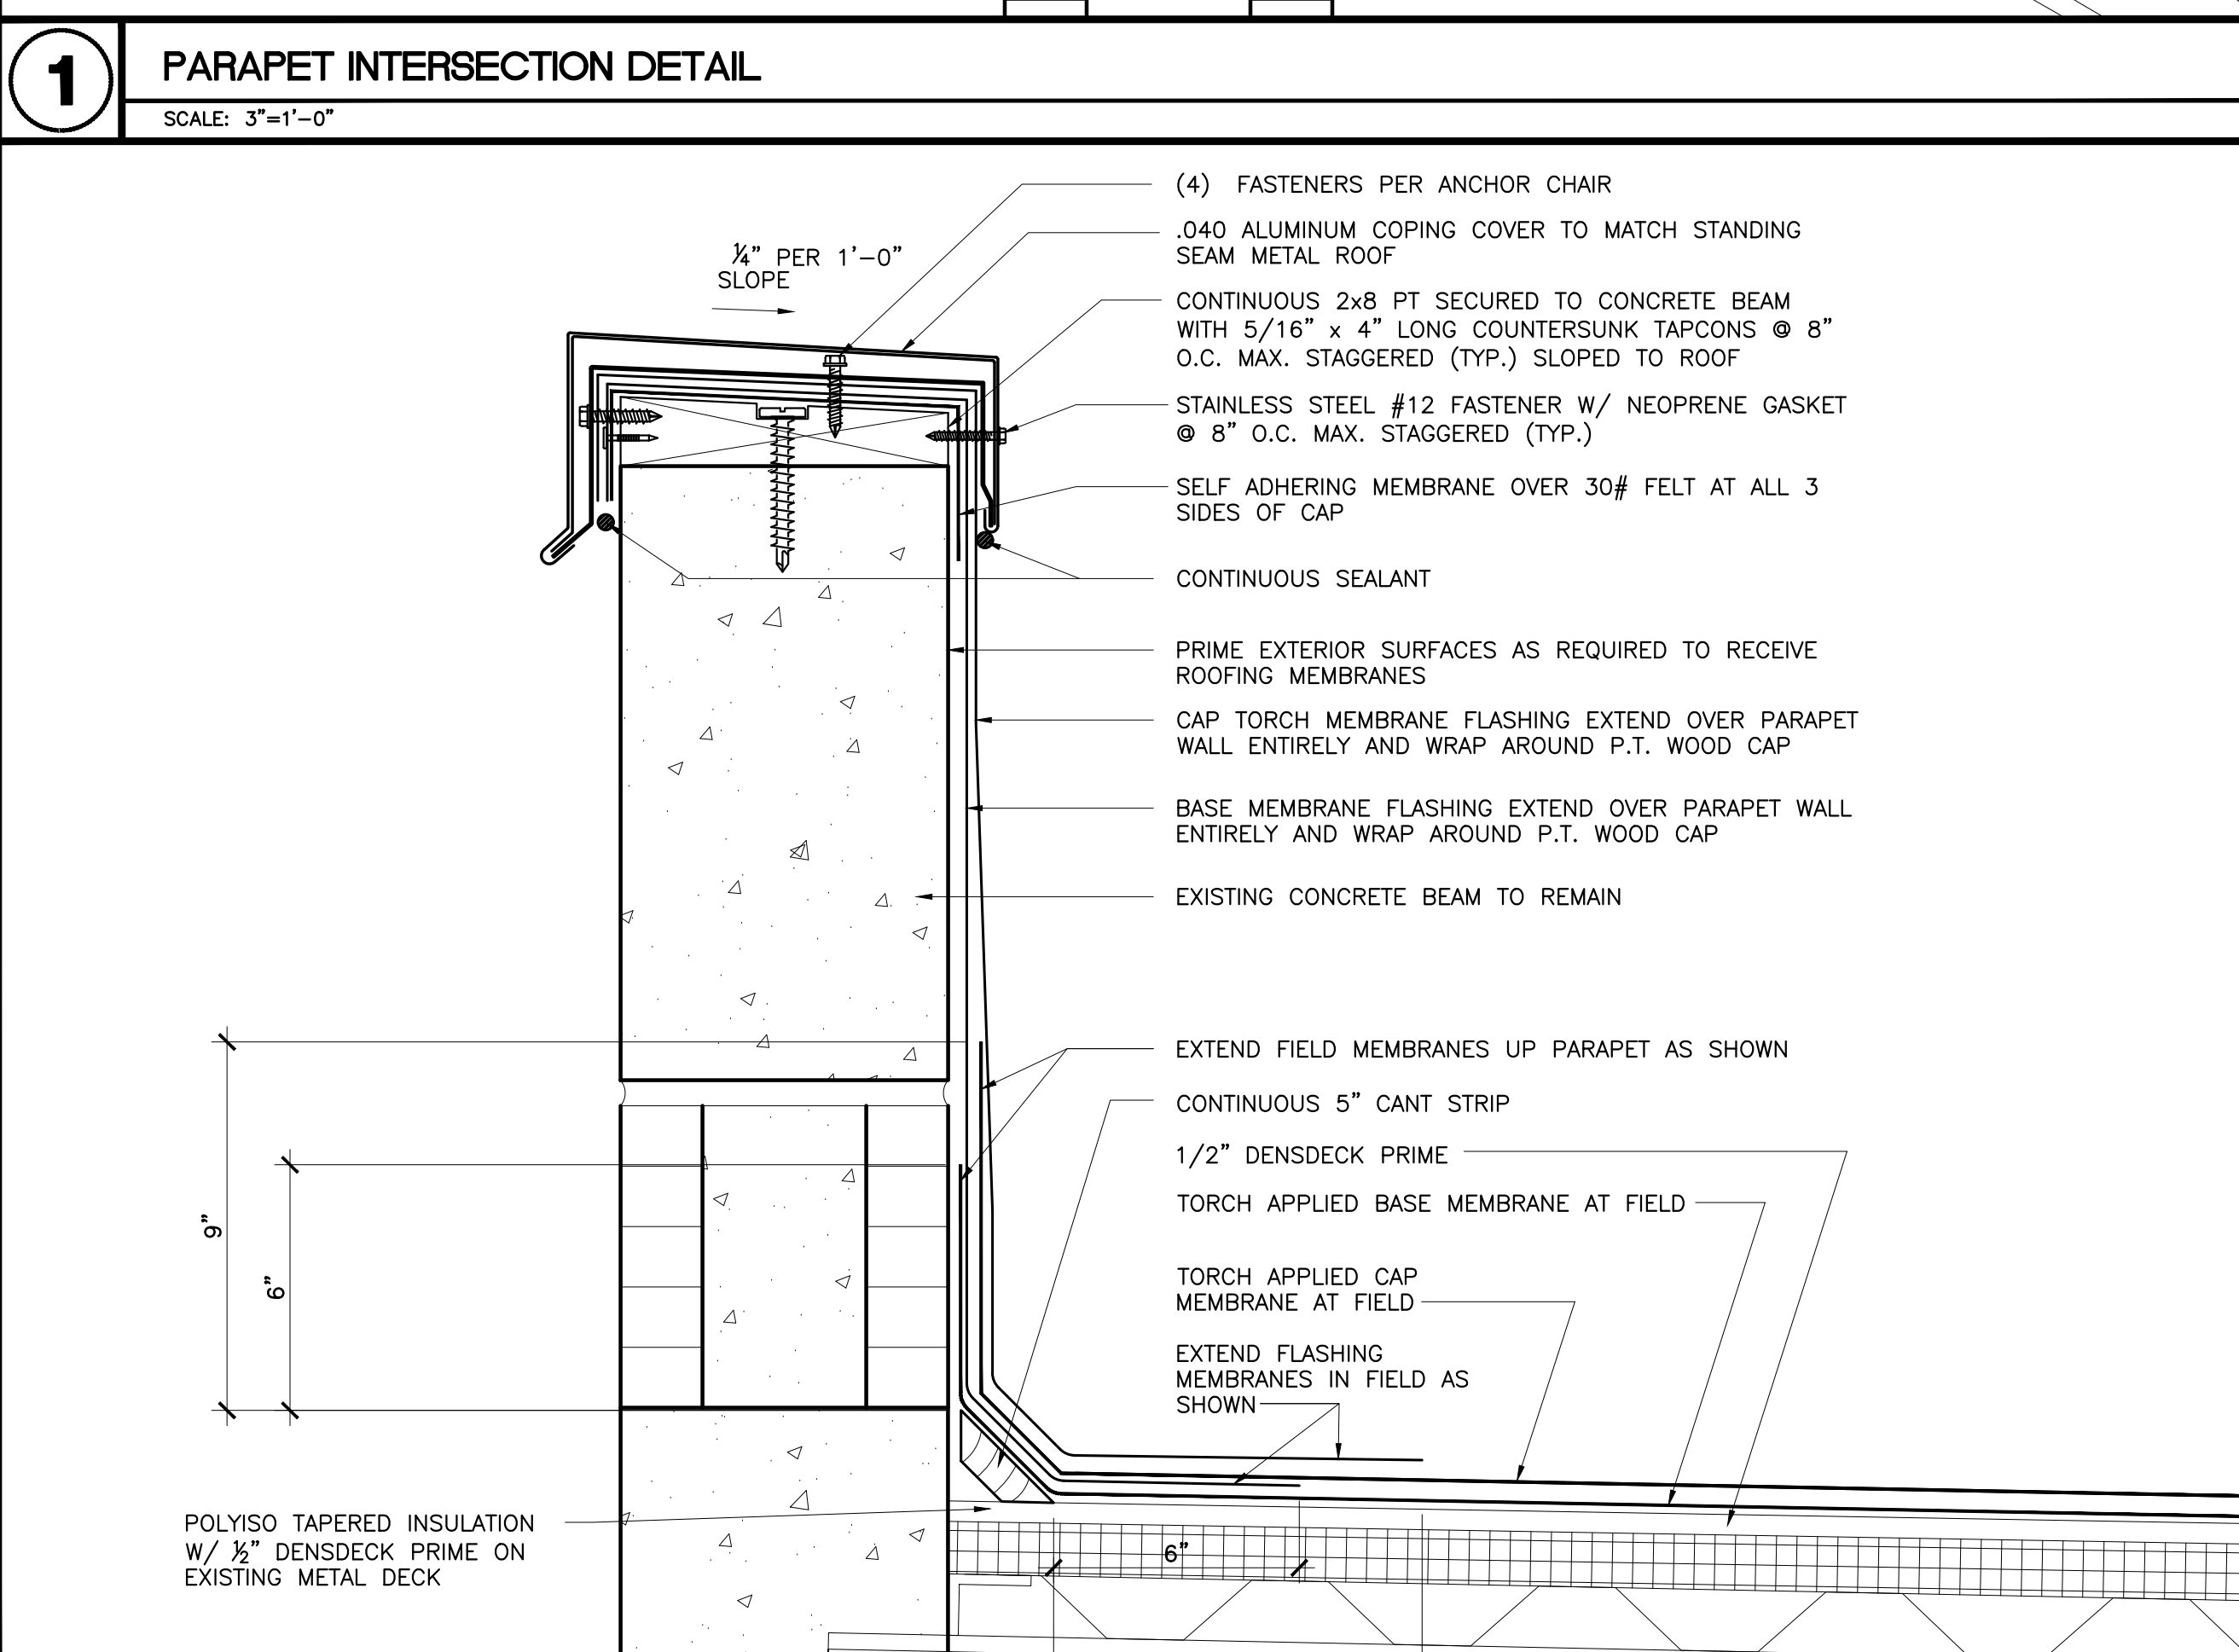 1
PARAPET INTERSECTION DETAIL
SCALE: 3"=1'-0"
(4) FASTENERS PER ANCHOR CHAIR
.040 ALUMINUM COPING COVER TO MATCH STANDING
SEAM METAL ROOF
¼" PER 1'-0"
SLOPE
CONTINUOUS 2x8 PT SECURED TO CONCRETE BEAM
WITH 5/16" x 4" LONG COUNTERSUNK TAPCONS @ 8"
O.C. MAX. STAGGERED (TYP.) SLOPED TO ROOF
STAINLESS STEEL #12 FASTENER W/ NEOPRENE GASKET
@ 8" O.C. MAX. STAGGERED (TYP.)
SELF ADHERING MEMBRANE OVER 30# FELT AT ALL 3
SIDES OF CAP
CONTINUOUS SEALANT
PRIME EXTERIOR SURFACES AS REQUIRED TO RECEIVE
ROOFING MEMBRANES
CAP TORCH MEMBRANE FLASHING EXTEND OVER PARAPET
WALL ENTIRELY AND WRAP AROUND P.T. WOOD CAP
BASE MEMBRANE FLASHING EXTEND OVER PARAPET WALL
ENTIRELY AND WRAP AROUND P.T. WOOD CAP
EXISTING CONCRETE BEAM TO REMAIN
EXTEND FIELD MEMBRANES UP PARAPET AS SHOWN
CONTINUOUS 5" CANT STRIP
1/2" DENSDECK PRIME
TORCH APPLIED BASE MEMBRANE AT FIELD
9"
6"
TORCH APPLIED CAP
MEMBRANE AT FIELD
EXTEND FLASHING
MEMBRANES IN FIELD AS
SHOWN
POLYISO TAPERED INSULATION
W/ ½" DENSDECK PRIME ON
EXISTING METAL DECK
6"